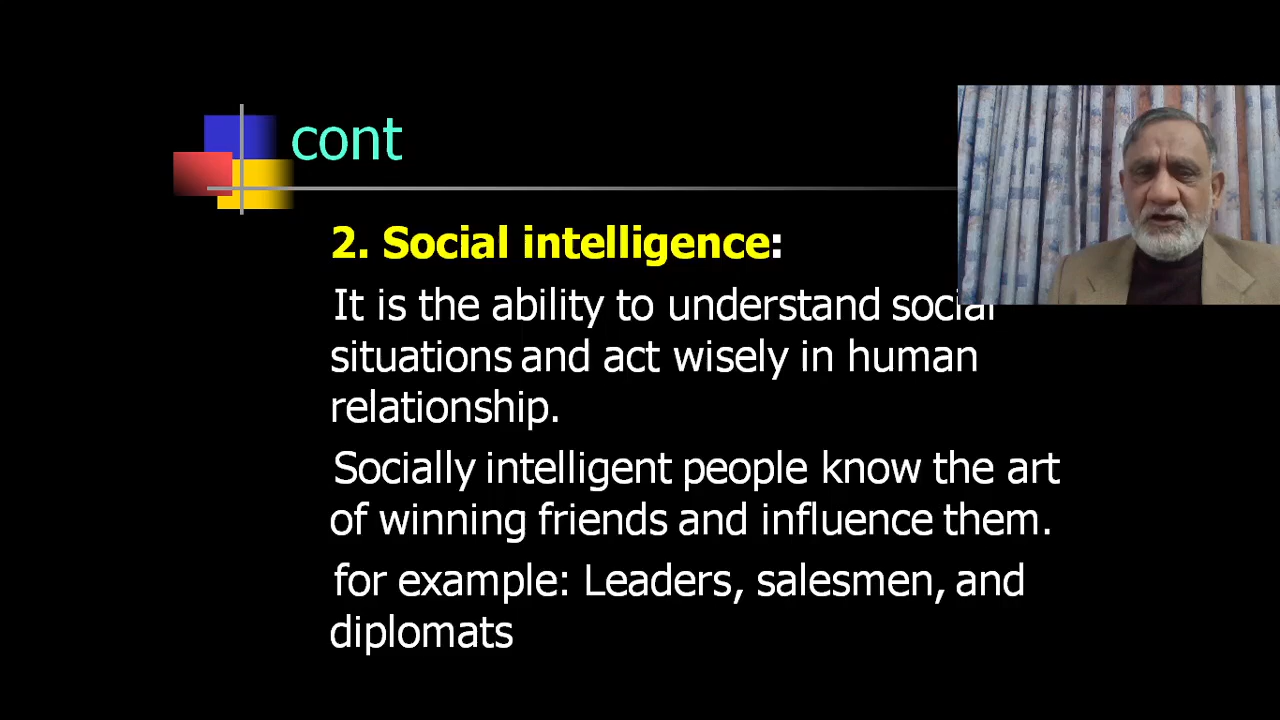 cont
2. Social intelligence:
It is the ability to understand social
situations and act wisely in human
relationship.
Socially intelligent people know the art
of winning friends and influence them.
for example: Leaders, salesmen, and
diplomats